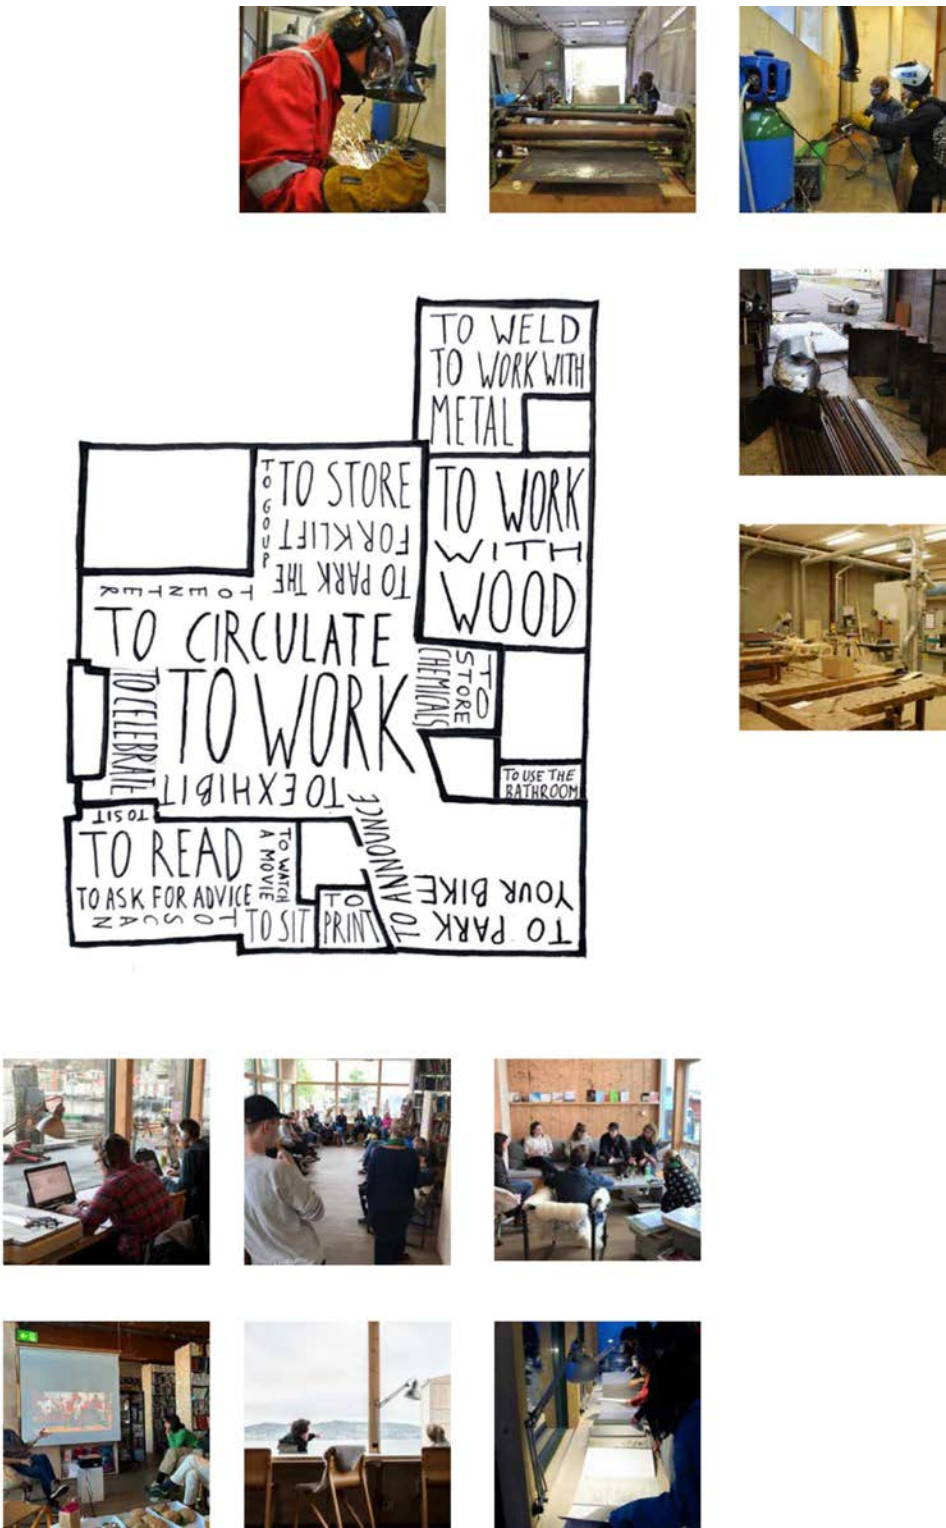 TO WELD
TO WORK WITH
METAL
TO GO UP
TO STORE
TO PARK THE
FORKLIFT
TO WORK
WITH
WOOD
TO ENTER
TO CIRCULATE
TO STORE
CHEMICALS
TO CELEBRATE
TO WORK
TO EXHIBIT
TO USE THE
BATHROOM
TO SIT
TO ANNOUNCE
TO READ
TO WATCH
A MOVIE
TO ASK FOR ADVICE
TO SCAN
TO SIT
TO
PRINT
TO PARK
YOUR BIKE